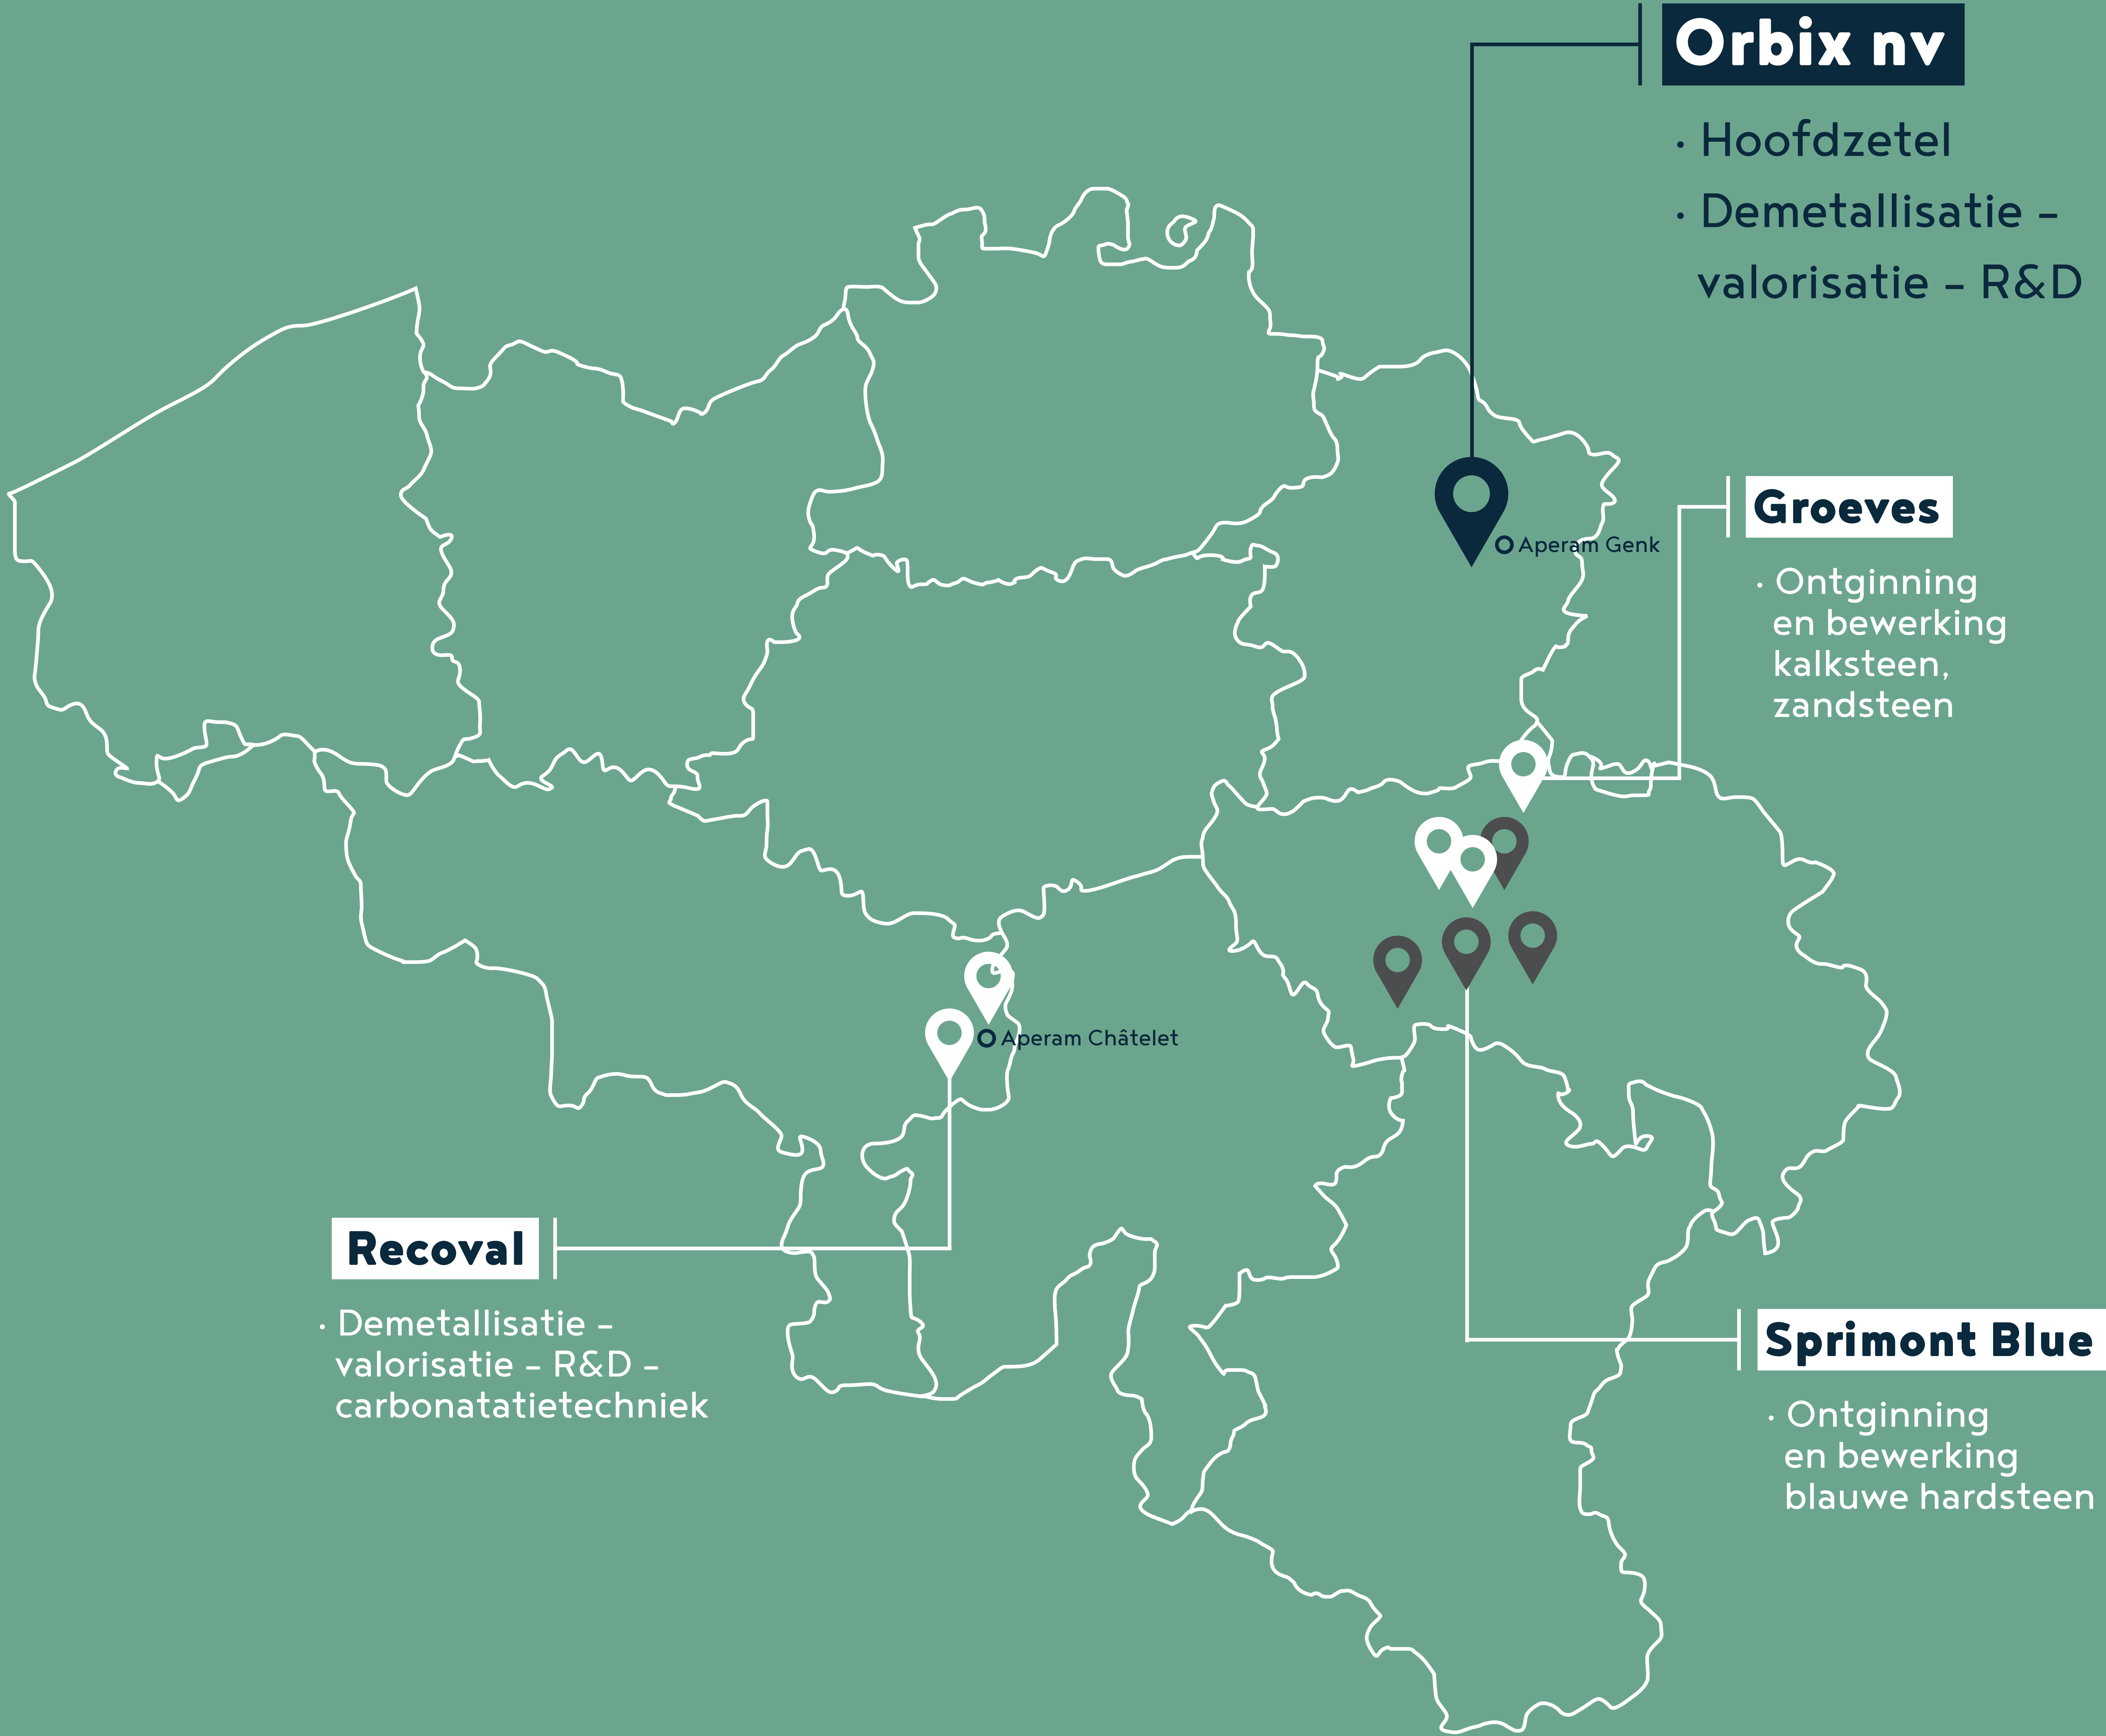 Orbix nv
· Hoofdzetel
· Demetallisatie –
valorisatie – R&D
Groeves
· Ontginning
en bewerking
kalksteen,
zandsteen
Aperam Genk
Aperam Châtelet
Recoval
· Demetallisatie –
valorisatie – R&D –
carbonatatietechniek
Sprimont Blue
· Ontginning
en bewerking
blauwe hardsteen